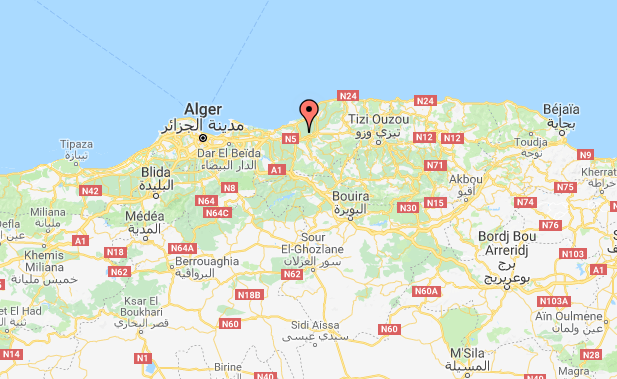 N24
N24
Alger
مدينة الجزائر
Béjaïa
بجاية
N5
Tizi Ouzou
تيزي وزو
N12
N12
Tipaza
تيبازة
Dar El Beïda
الدار البيضاء
Toudja
توجه
N9
Blida
البليدة
A1
N71
Kherrat
خراطة
N42
N8
N64
Akbou
أقبو
N75
Bouira
البويرة
Miliana
مليانة
N64C
N30
N15
N74
N76
Médéa
المدية
A1
Khemis
Miliana
خميس مليانة
N18
N64A
Sour
El-Ghozlane
سور الغزلان
Bordj Bou
Arreridj
برج
بوعريريج
N103
Berrouaghia
البرواقية
N62
N62
A1
N18B
N60A
N103A
Ksar El
Boukhari
قصر البخاري
Aïn Oulmene
عين ولمان
et El Had
N60
Sidi Aissa
سيدي عيسى
N60
N14
N1
M'Sila
المسيلة
N28
Birine
N40
N40
Magra